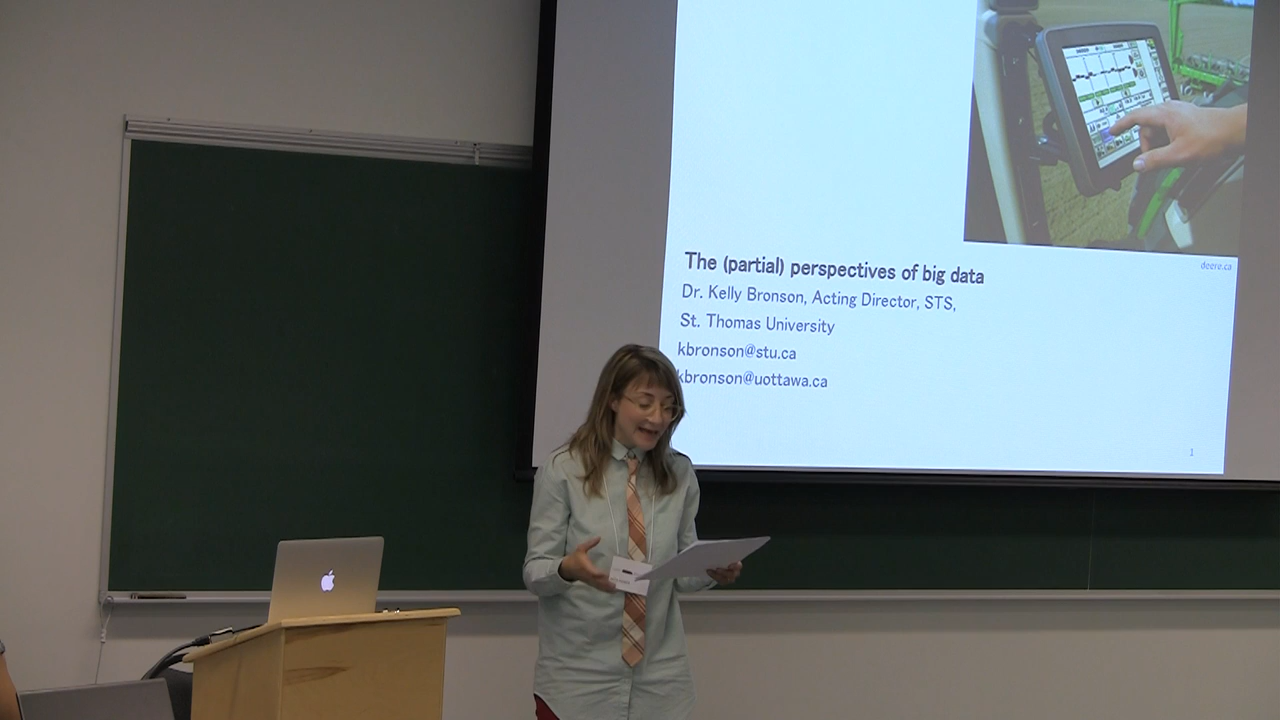 deere.ca
The (partial) perspectives of big data
Dr. Kelly Bronson, Acting Director, STS,
St. Thomas University
kbronson@stu.ca
kbronson@uottawa.ca
1